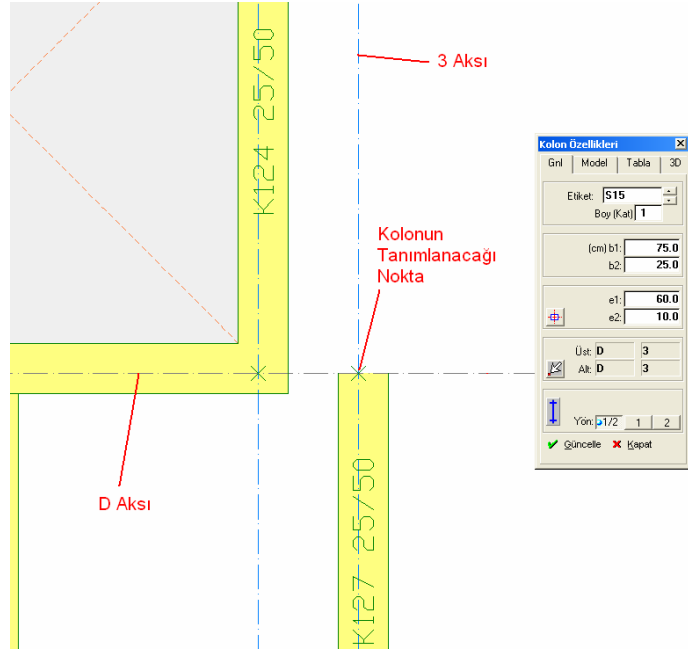 K124 25/50
3 Aksı
Kolonun
Tanımlanacağı
Nokta
D Aksı
K127 25/50
Kolon Özellikleri
Gnl Model Tabla 3D
Etiket: S15
Boy (Kat) 1
(cm) b1: 75.0
b2: 25.0
e1: 60.0
e2: 10.0
Üst: D 3
Alt: D 3
Yön: 1/2 1 2
Güncelle Kapat